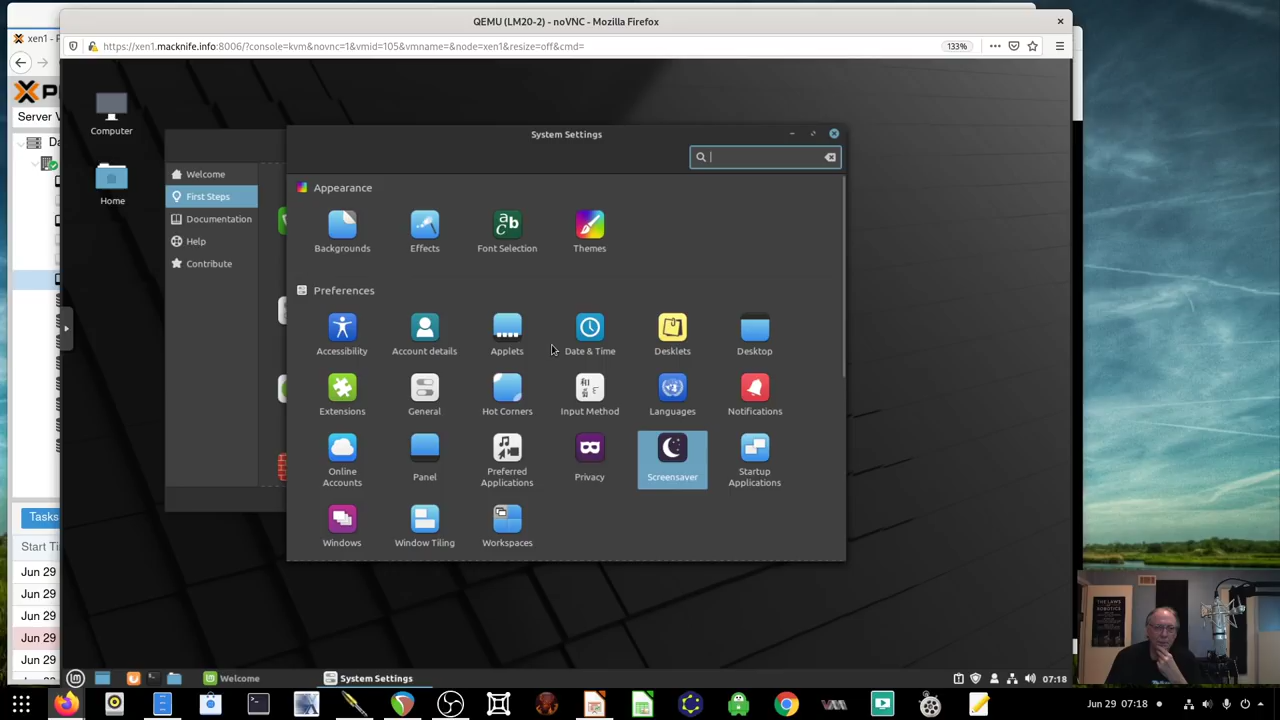 QEMU (LM20-2) - noVNC - Mozilla Firefox
xen1 - P
https://xen1.macknife.info:8006/?console=kvm&novnc=1&vmid=105&vmname=&node=xen1&resize=off&cmd=
133%
Server V
Computer
Home
System Settings
Welcome
First Steps
Documentation
Help
Contribute
Appearance
Backgrounds
Effects
Font Selection
Themes
Preferences
Accessibility
Account details
Applets
Date & Time
Desklets
Desktop
Extensions
General
Hot Corners
Input Method
Languages
Notifications
Online Accounts
Panel
Preferred Applications
Privacy
Screensaver
Startup Applications
Windows
Window Tiling
Workspaces
Tasks
Start Ti
Jun 29
Jun 29
Jun 29
Jun 29
Jun 29
THE LAWS
ROBOTICS
Welcome
System Settings
07:18
Jun 29 07:18